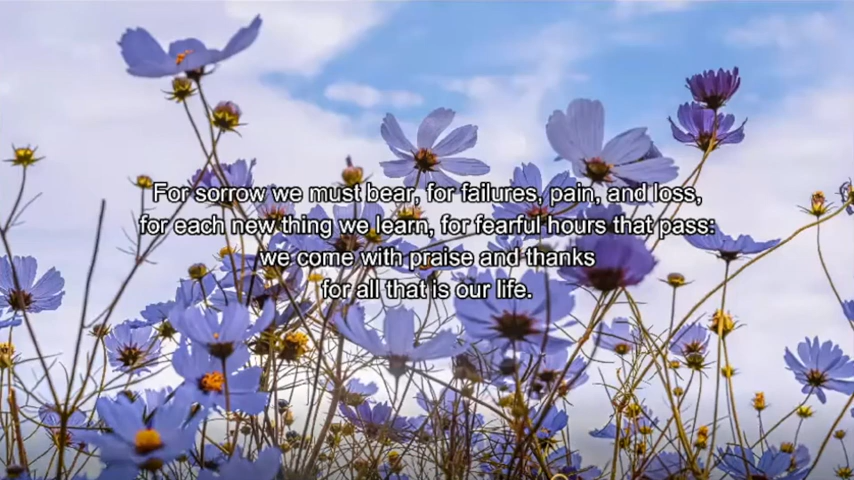 For sorrow we must bear, for failures, pain, and loss,
for each new thing we learn, for fearful hours that pass:
we come with praise and thanks
for all that is our life.